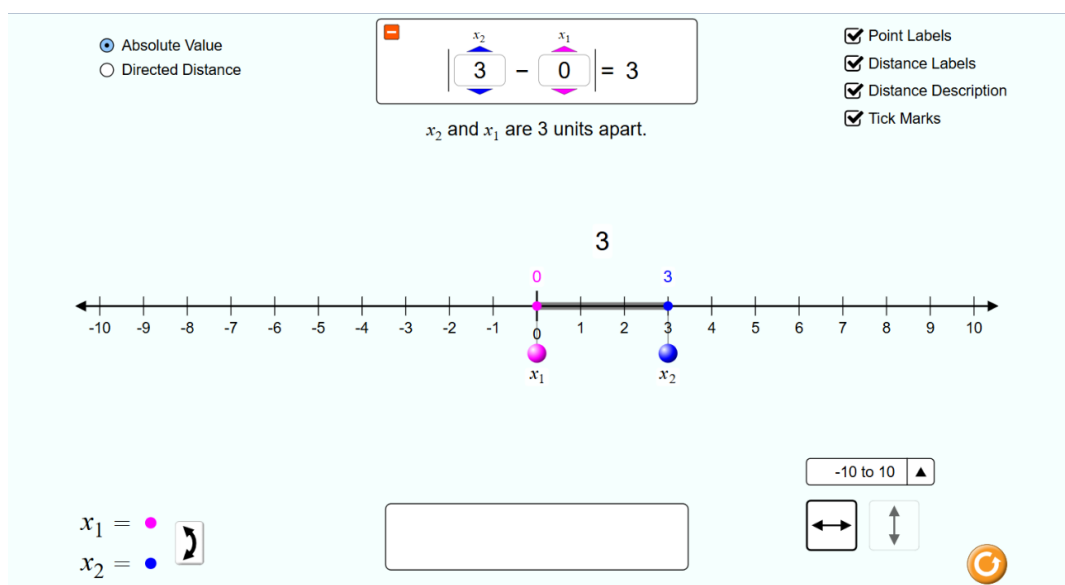 Absolute Value
Directed Distance
x₂ x₁
|3 − 0| = 3
x₂ and x₁ are 3 units apart.
Point Labels
Distance Labels
Distance Description
Tick Marks
3
0 3
-10 -9 -8 -7 -6 -5 -4 -3 -2 -1 0 1 2 3 4 5 6 7 8 9 10
x₁ x₂
-10 to 10
x₁ =
x₂ =